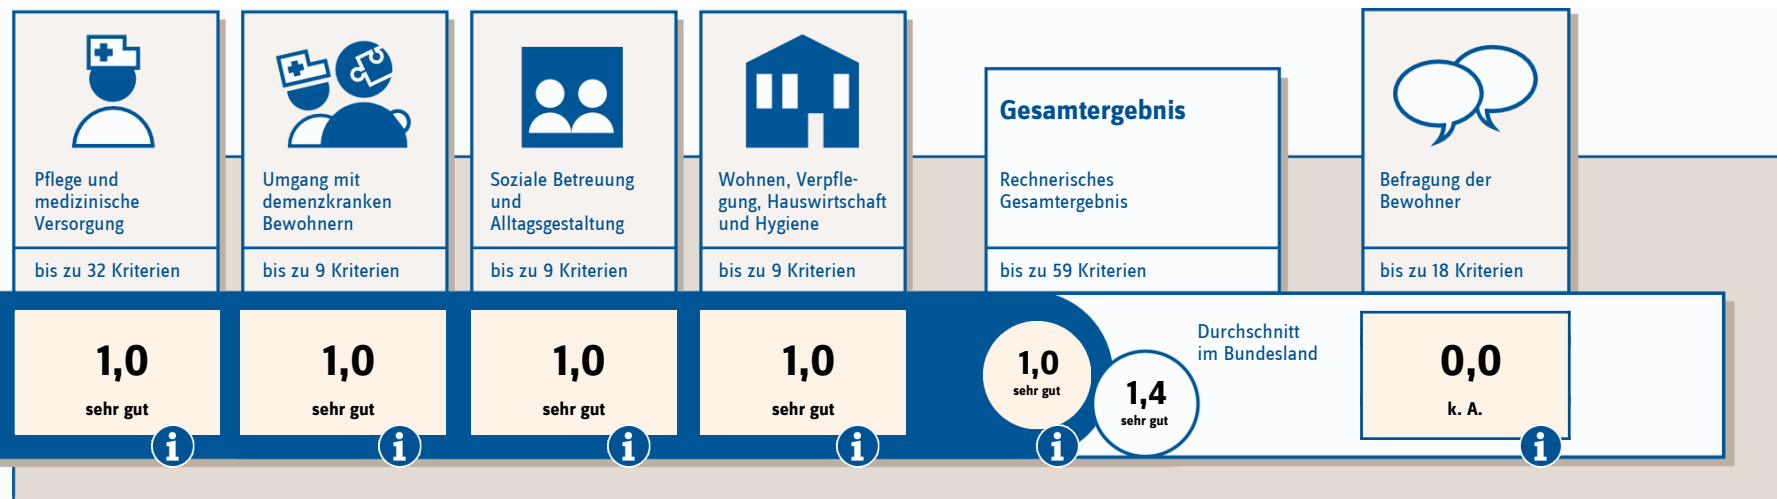 Pflege und
medizinische
Versorgung
bis zu 32 Kriterien
1,0
sehr gut
i
Umgang mit
demenzkranken
Bewohnern
bis zu 9 Kriterien
1,0
sehr gut
i
Soziale Betreuung
und
Alltagsgestaltung
bis zu 9 Kriterien
1,0
sehr gut
i
Wohnen, Verpfle-
gung, Hauswirtschaft
und Hygiene
bis zu 9 Kriterien
1,0
sehr gut
i
Gesamtergebnis
Rechnerisches
Gesamtergebnis
bis zu 59 Kriterien
1,0
sehr gut
i
Durchschnitt
im Bundesland
1,4
sehr gut
Befragung der
Bewohner
bis zu 18 Kriterien
0,0
k. A.
i